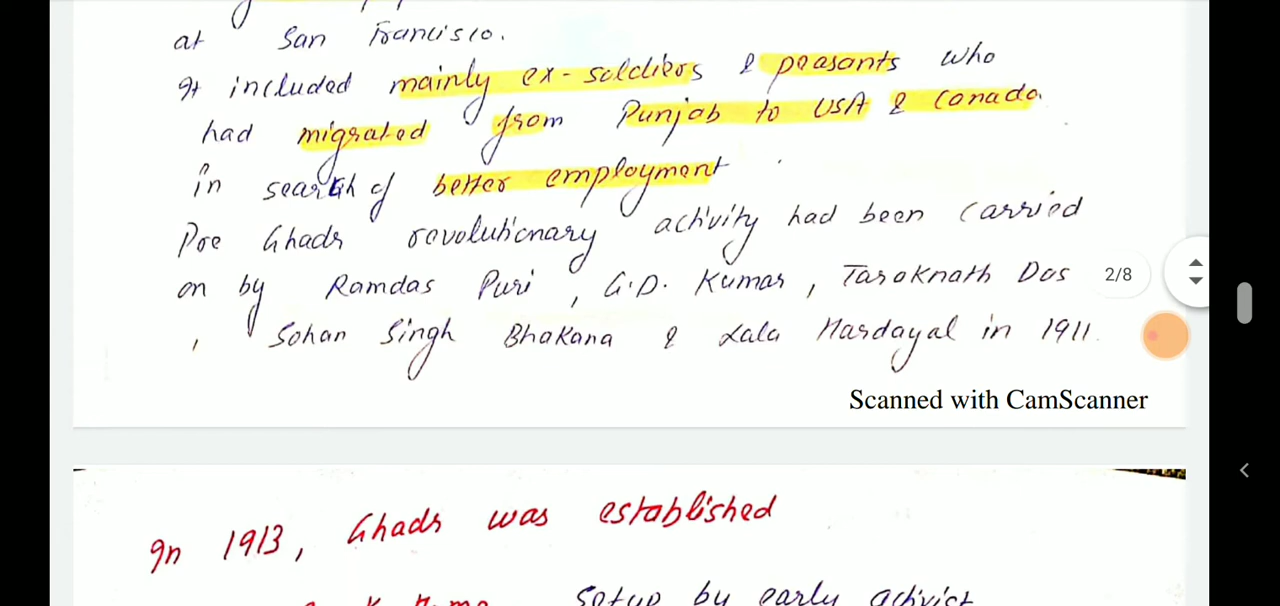 at San Francisco.
It included mainly ex-soldiers & peasants who
had migrated from Punjab to USA & Canada.
in search of better employment
Pre Ghadr revolutionary activity had been carried
on by Ramdas Puri, G.D. Kumar, Taraknath Das
2/8
, Sohan Singh Bhakana & Lala Hardayal in 1911.
Scanned with CamScanner
In 1913, Ghadr was established
setup by early activist